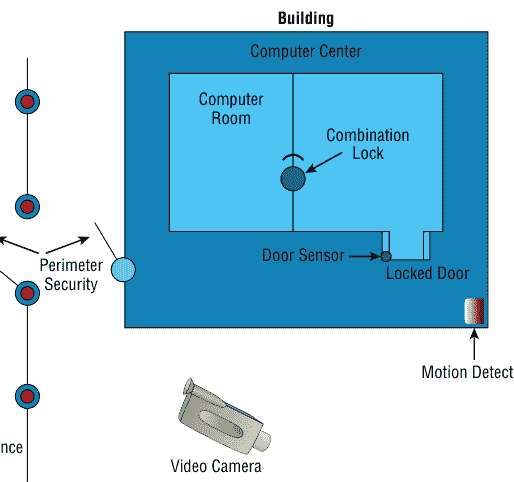 Building
Computer Center
Computer
Room
Combination
Lock
Perimeter
Security
Door Sensor
Locked Door
Motion Detect
nce
Video Camera